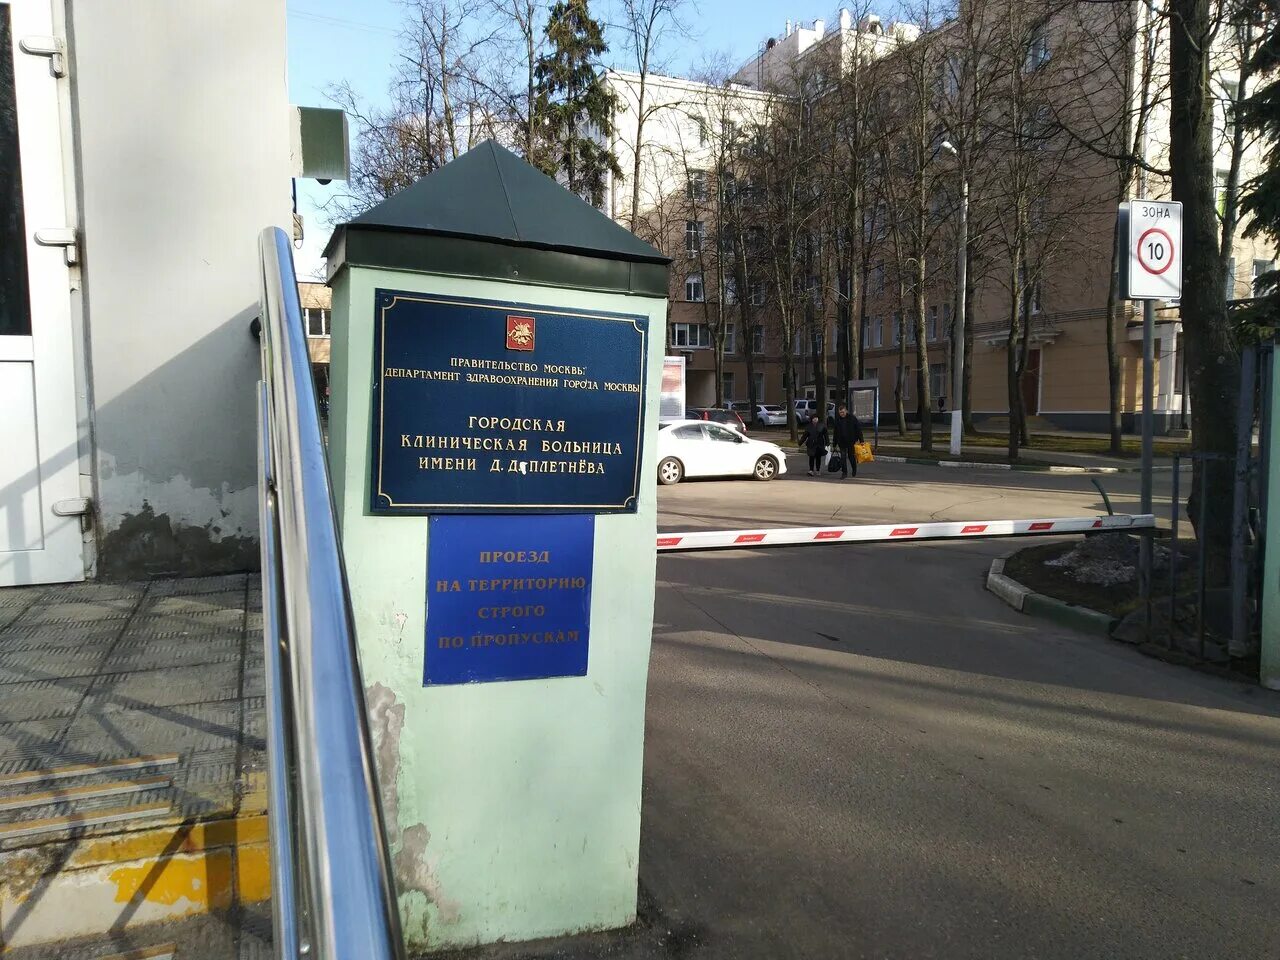 ПРАВИТЕЛЬСТВО МОСКВЫ
ДЕПАРТАМЕНТ ЗДРАВООХРАНЕНИЯ ГОРОДА МОСКВЫ
ГОРОДСКАЯ
КЛИНИЧЕСКАЯ БОЛЬНИЦА
ИМЕНИ Д.Д.ПЛЕТНЁВА
ПРОЕЗД
НА ТЕРРИТОРИЮ
СТРОГО
ПО ПРОПУСКАМ
ЗОНА
10